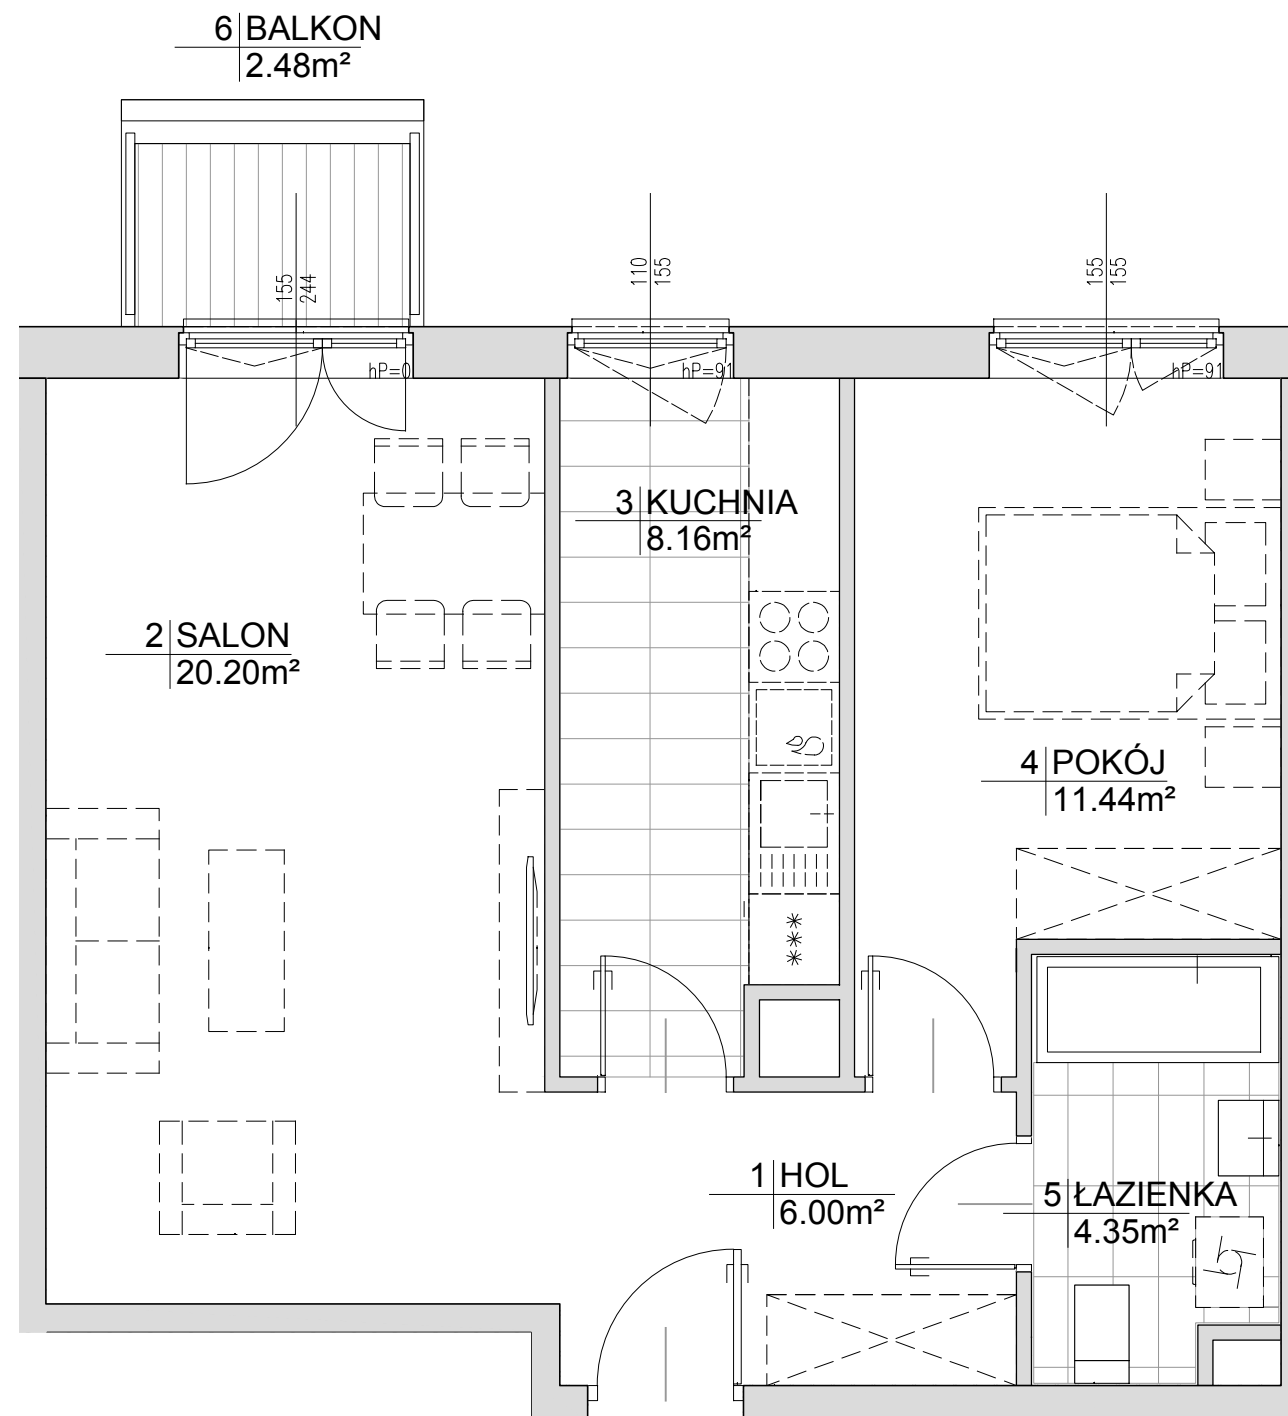 6 BALKON
2.48m²
155
244
110
155
155
155
hP=0
hP=91
hP=91
3 KUCHNIA
8.16m²
2 SALON
20.20m²
4 POKÓJ
11.44m²
***
1 HOL
6.00m²
5 ŁAZIENKA
4.35m²